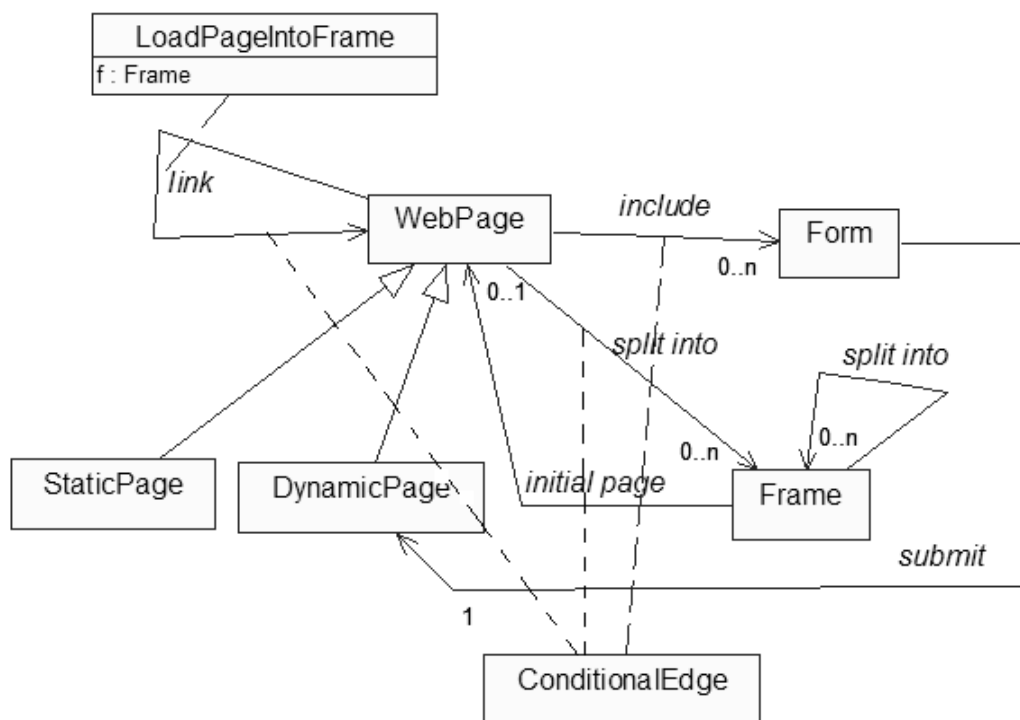 LoadPageIntoFrame
f : Frame
link
WebPage
include
Form
0..n
0..1
split into
split into
0..n
0..n
StaticPage
DynamicPage
initial page
Frame
submit
1
ConditionalEdge